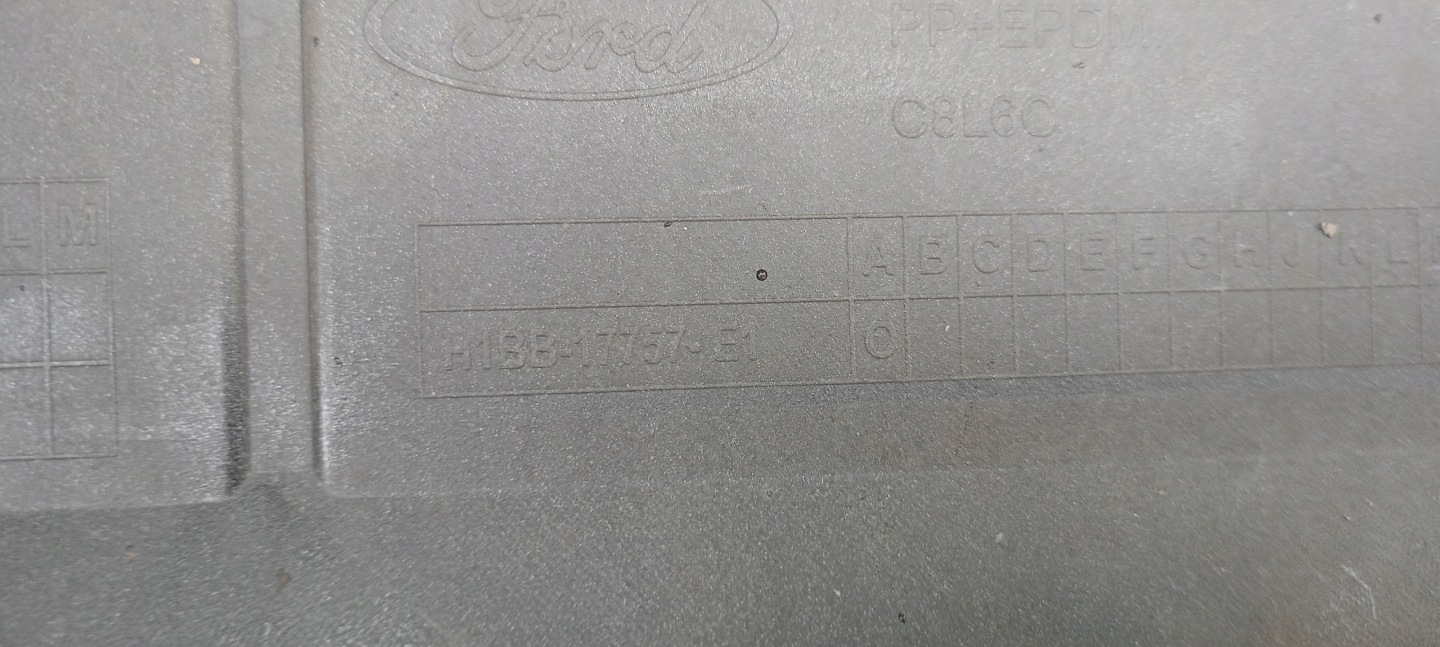 Ford
PP+EPDM.
C8L6C
L M
A B C D E F G H J K L
H1BB-17757-E1 C